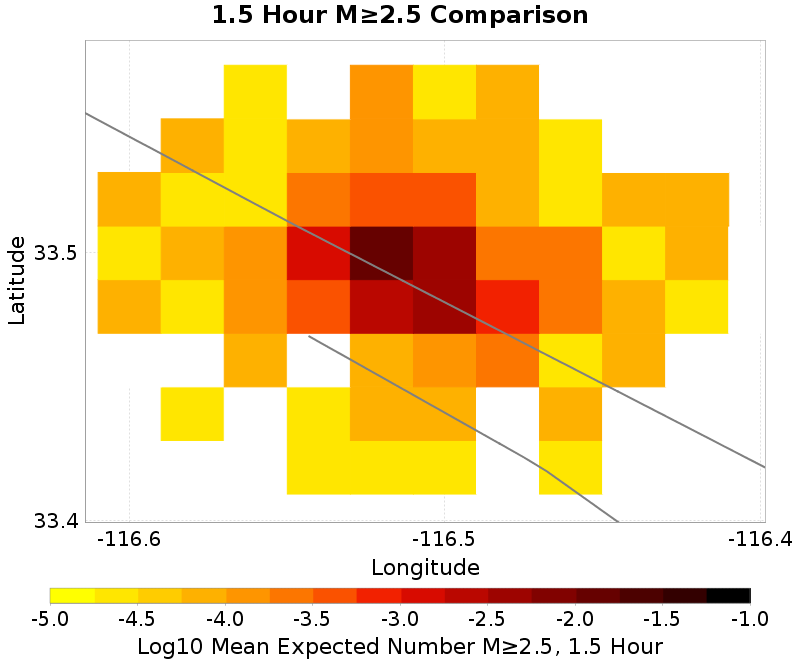 1.5 Hour M≥2.5 Comparison
Latitude
33.5
33.4
-116.6 -116.5 -116.4
Longitude
-5.0 -4.5 -4.0 -3.5 -3.0 -2.5 -2.0 -1.5 -1.0
Log10 Mean Expected Number M≥2.5, 1.5 Hour